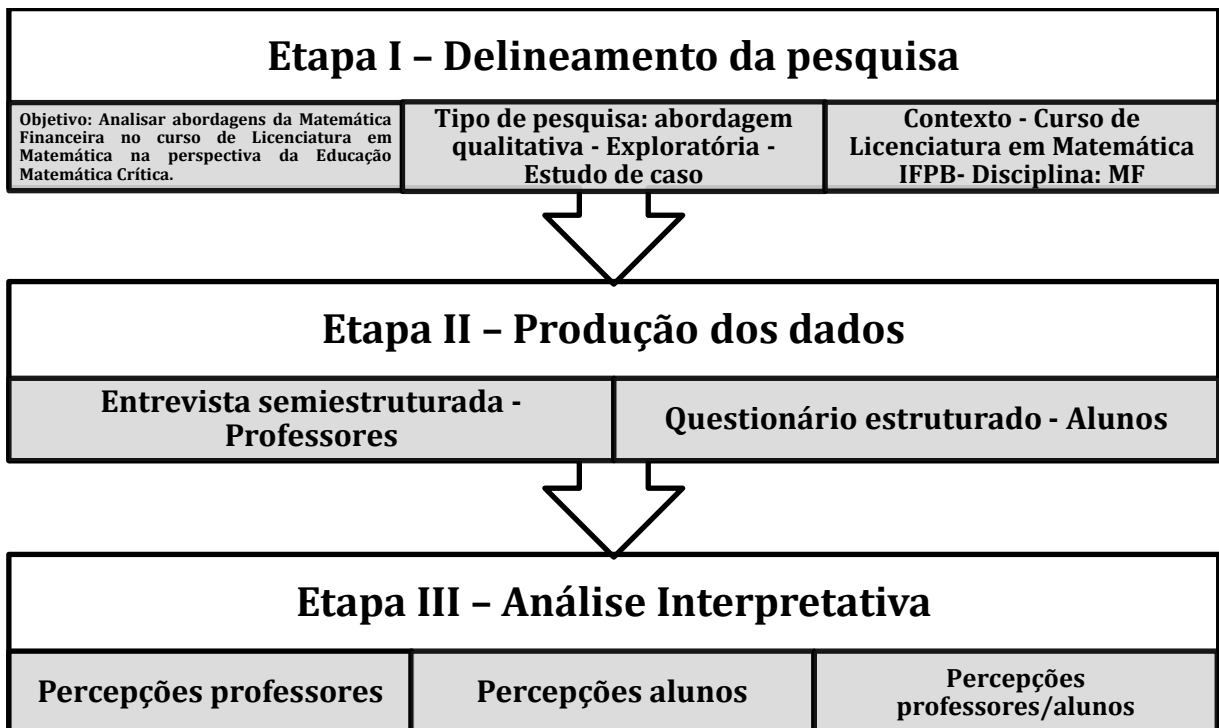 Etapa I – Delineamento da pesquisa
Objetivo: Analisar abordagens da Matemática
Financeira no curso de Licenciatura em
Matemática na perspectiva da Educação
Matemática Crítica.
Tipo de pesquisa: abordagem
qualitativa - Exploratória -
Estudo de caso
Contexto - Curso de
Licenciatura em Matemática
IFPB- Disciplina: MF
Etapa II – Produção dos dados
Entrevista semiestruturada -
Professores
Questionário estruturado - Alunos
Etapa III – Análise Interpretativa
Percepções professores
Percepções alunos
Percepções
professores/alunos